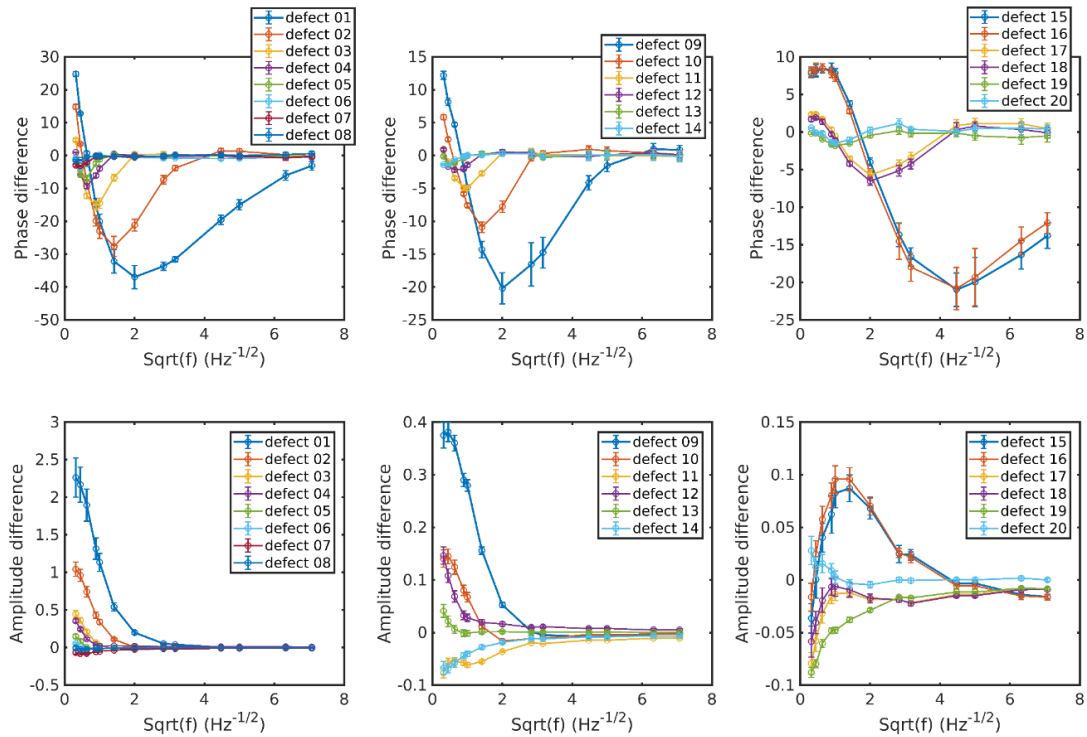 defect 01
defect 02
defect 03
defect 04
defect 05
defect 06
defect 07
defect 08
30
20
10
0
-10
-20
-30
-40
-50
Phase difference
0 2 4 6 8
Sqrt(f) (Hz-1/2)
defect 09
defect 10
defect 11
defect 12
defect 13
defect 14
15
10
5
0
-5
-10
-15
-20
-25
Phase difference
0 2 4 6 8
Sqrt(f) (Hz-1/2)
defect 15
defect 16
defect 17
defect 18
defect 19
defect 20
10
5
0
-5
-10
-15
-20
-25
Phase difference
0 2 4 6 8
Sqrt(f) (Hz-1/2)
3
2.5
2
1.5
1
0.5
0
-0.5
Amplitude difference
defect 01
defect 02
defect 03
defect 04
defect 05
defect 06
defect 07
defect 08
0 2 4 6 8
Sqrt(f) (Hz-1/2)
0.4
0.3
0.2
0.1
0
-0.1
Amplitude difference
defect 09
defect 10
defect 11
defect 12
defect 13
defect 14
0 2 4 6 8
Sqrt(f) (Hz-1/2)
0.15
0.1
0.05
0
-0.05
-0.1
Amplitude difference
defect 15
defect 16
defect 17
defect 18
defect 19
defect 20
0 2 4 6 8
Sqrt(f) (Hz-1/2)